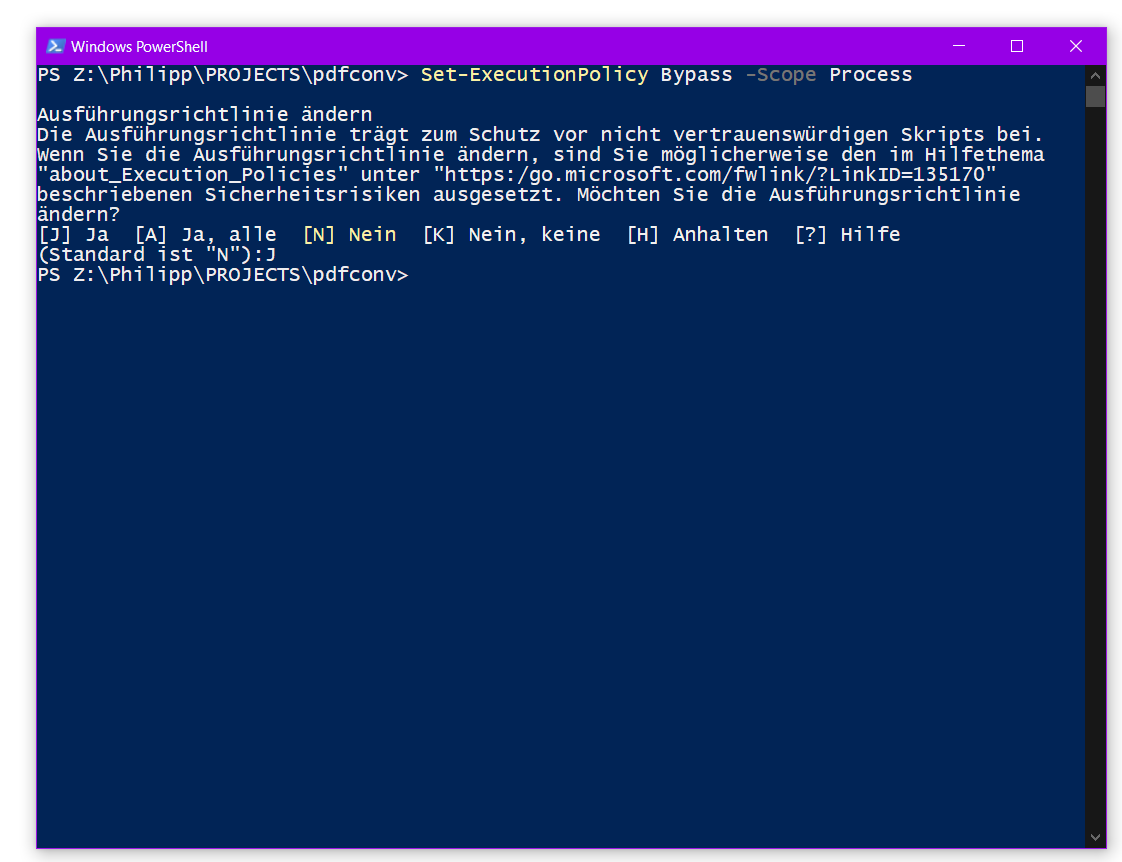 Windows PowerShell
PS Z:\Philipp\PROJECTS\pdfconv> Set-ExecutionPolicy Bypass -Scope Process
Ausführungsrichtlinie ändern
Die Ausführungsrichtlinie trägt zum Schutz vor nicht vertrauenswürdigen Skripts bei.
Wenn Sie die Ausführungsrichtlinie ändern, sind Sie möglicherweise den im Hilfethema
"about_Execution_Policies" unter "https:/go.microsoft.com/fwlink/?LinkID=135170"
beschriebenen Sicherheitsrisiken ausgesetzt. Möchten Sie die Ausführungsrichtlinie
ändern?
[J] Ja  [A] Ja, alle  [N] Nein  [K] Nein, keine  [H] Anhalten  [?] Hilfe
(Standard ist "N"):J
PS Z:\Philipp\PROJECTS\pdfconv>